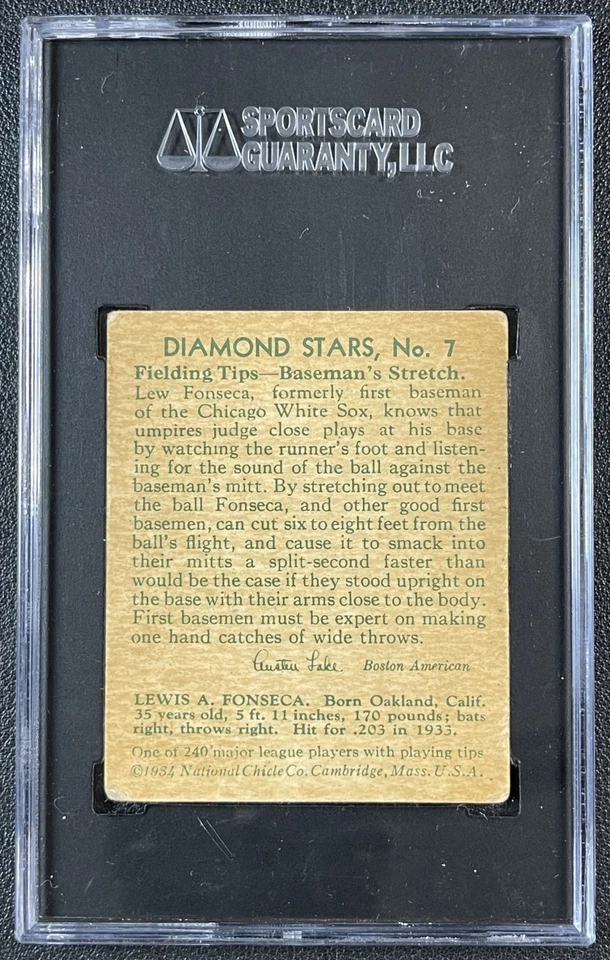 SPORTSCARD
GUARANTY, LLC
DIAMOND STARS, No. 7
Fielding Tips—Baseman's Stretch.
Lew Fonseca, formerly first baseman
of the Chicago White Sox, knows that
umpires judge close plays at his base
by watching the runner's foot and listen-
ing for the sound of the ball against the
baseman's mitt. By stretching out to meet
the ball Fonseca, and other good first
basemen, can cut six to eight feet from the
ball's flight, and cause it to smack into
their mitts a split-second faster than
would be the case if they stood upright on
the base with their arms close to the body.
First basemen must be expert on making
one hand catches of wide throws.
Austen Lake Boston American
LEWIS A. FONSECA. Born Oakland, Calif.
35 years old, 5 ft. 11 inches, 170 pounds; bats
right, throws right. Hit for .203 in 1933.
One of 240 major league players with playing tips
©1934 National Chicle Co. Cambridge, Mass. U.S.A.